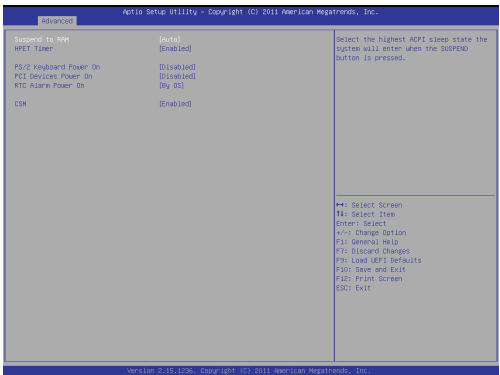 Aptio Setup Utility – Copyright (C) 2011 American Megatrends, Inc.
Advanced
Suspend to RAM [Auto]
HPET Timer [Enabled]
PS/2 Keyboard Power On [Disabled]
PCI Devices Power On [Disabled]
RTC Alarm Power On [By OS]
CSM [Enabled]
Select the highest ACPI sleep state the
system will enter when the SUSPEND
button is pressed.
↔: Select Screen
↑↓: Select Item
Enter: Select
+/-: Change Option
F1: General Help
F7: Discard Changes
F9: Load UEFI Defaults
F10: Save and Exit
F12: Print Screen
ESC: Exit
Version 2.15.1236. Copyright (C) 2011 American Megatrends, Inc.